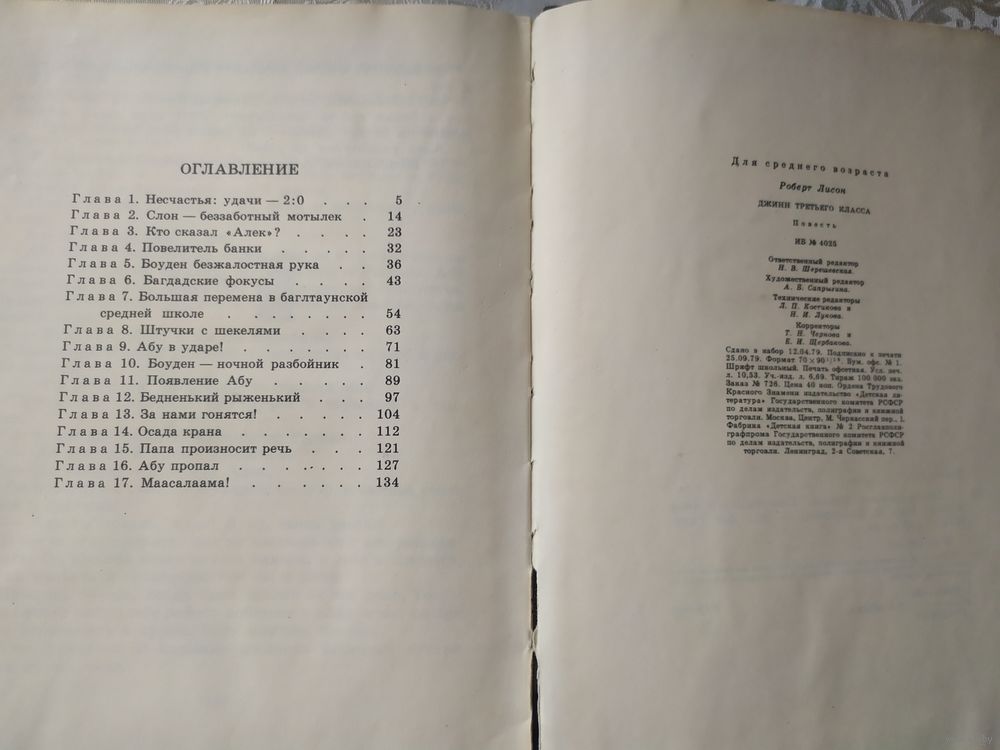 ОГЛАВЛЕНИЕ
Глава 1. Несчастья: удачи — 2:0 . . . 5
Глава 2. Слон — беззаботный мотылек . 14
Глава 3. Кто сказал «Алек»? . . . . 23
Глава 4. Повелитель банки . . . . 32
Глава 5. Боуден безжалостная рука . . 36
Глава 6. Багдадские фокусы . . . . 43
Глава 7. Большая перемена в баглтаунской
средней школе . . . . . . . . 54
Глава 8. Штучки с шекелями . . . . 63
Глава 9. Абу в ударе! . . . . . . . 71
Глава 10. Боуден — ночной разбойник . 81
Глава 11. Появление Абу . . . . . 89
Глава 12. Бедненький рыженький . . . 97
Глава 13. За нами гонятся! . . . . . 104
Глава 14. Осада крана . . . . . . . 112
Глава 15. Папа произносит речь . . . 121
Глава 16. Абу пропал . . . . . . . 127
Глава 17. Маасалаама! . . . . . . 134
Для среднего возраста
Роберт Лисон
ДЖИНН ТРЕТЬЕГО КЛАССА
Повесть
ИБ № 4025
Ответственный редактор
Н. В. Шерешевская.
Художественный редактор
А. Б. Сапрыгина.
Технические редакторы
Л. П. Костикова и
Н. И. Лукова.
Корректоры
Т. Н. Чернова и
Е. И. Щербакова.
Сдано в набор 12.04.79. Подписано к печати
25.09.79. Формат 70×90¹/₁₆. Бум. офс. № 1.
Шрифт школьный. Печать офсетная. Усл. печ.
л. 10,53. Уч.-изд. л. 6,69. Тираж 100 000 экз.
Заказ № 726. Цена 40 коп. Ордена Трудового
Красного Знамени издательство «Детская ли-
тература» Государственного комитета РСФСР
по делам издательств, полиграфии и книжной
торговли. Москва, Центр, М. Черкасский пер., 1.
Фабрика «Детская книга» № 2 Росглавполи-
графпрома Государственного комитета РСФСР
по делам издательств, полиграфии и книжной
торговли. Ленинград, 2-я Советская, 7.